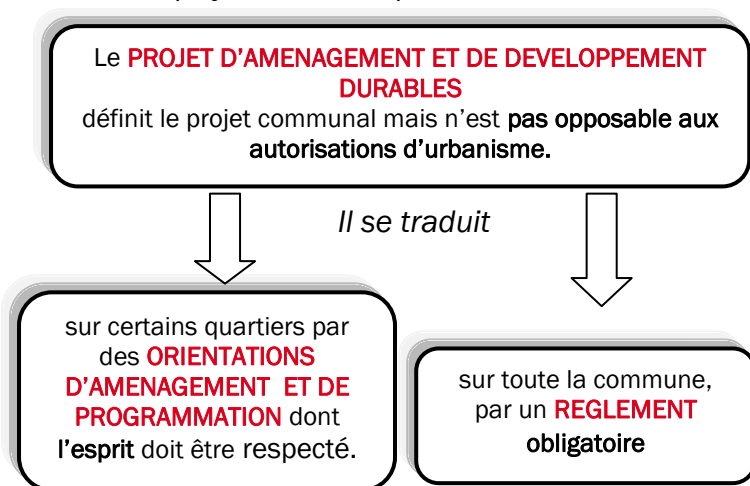 Le PROJET D'AMENAGEMENT ET DE DEVELOPPEMENT
DURABLES
définit le projet communal mais n'est pas opposable aux
autorisations d'urbanisme.
Il se traduit
sur certains quartiers par
des ORIENTATIONS
D'AMENAGEMENT ET DE
PROGRAMMATION dont
l'esprit doit être respecté.
sur toute la commune,
par un REGLEMENT
obligatoire